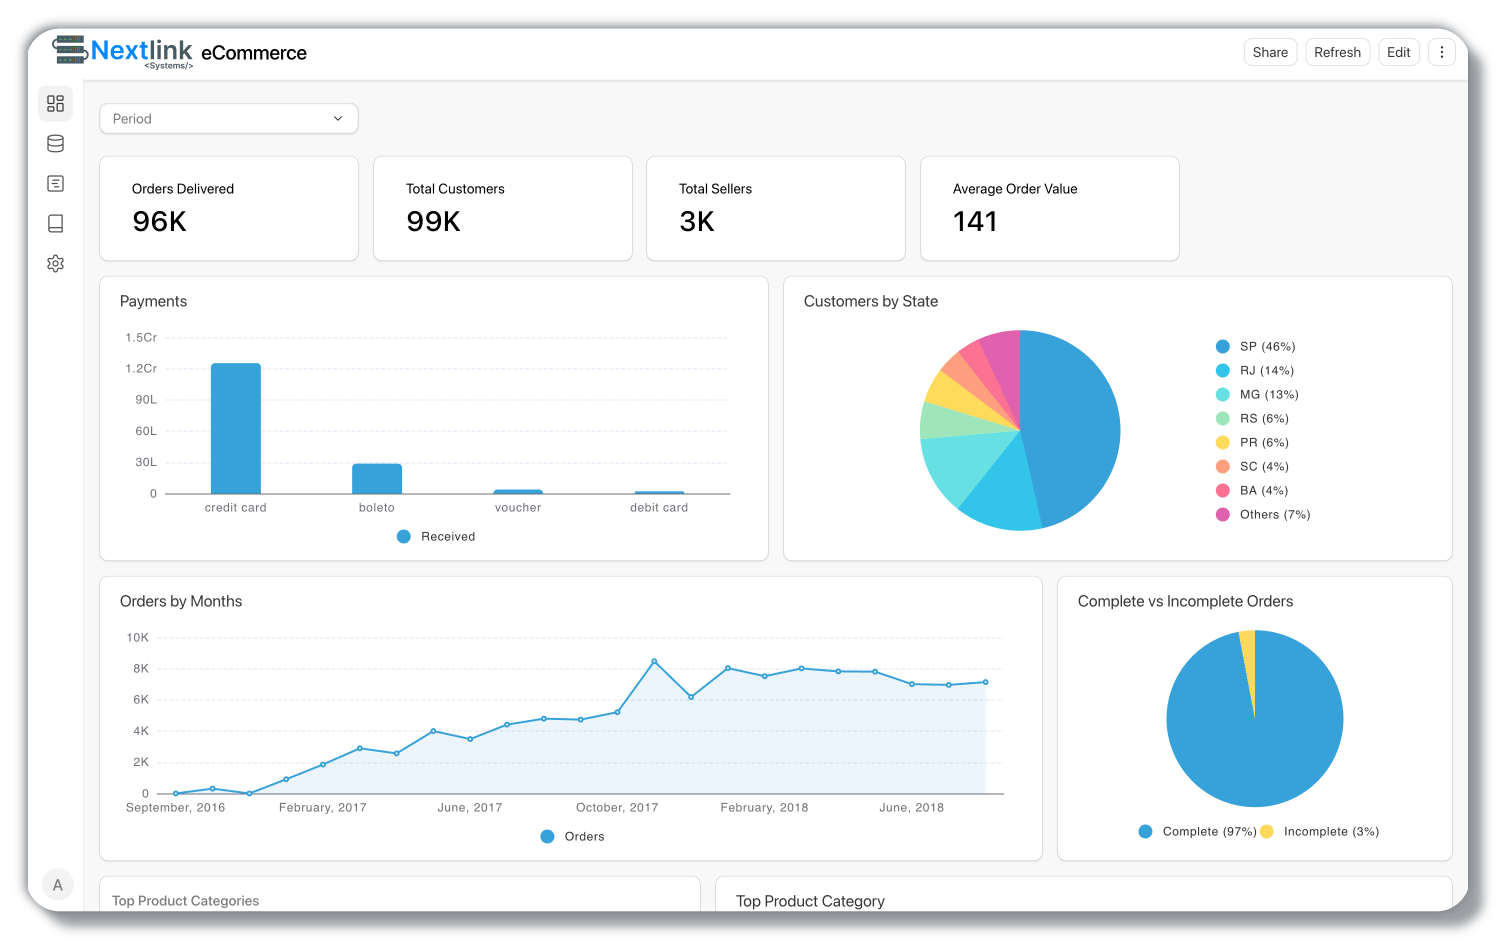 Nextlink eCommerce
<Systems/>
Share Refresh Edit
Period
Orders Delivered
96K
Total Customers
99K
Total Sellers
3K
Average Order Value
141
Payments
1.5Cr
1.2Cr
90L
60L
30L
0
credit card boleto voucher debit card
Received
Customers by State
SP (46%)
RJ (14%)
MG (13%)
RS (6%)
PR (6%)
SC (4%)
BA (4%)
Others (7%)
Orders by Months
10K
8K
6K
4K
2K
0
September, 2016 February, 2017 June, 2017 October, 2017 February, 2018 June, 2018
Orders
Complete vs Incomplete Orders
Complete (97%) Incomplete (3%)
A
Top Product Categories
Top Product Category